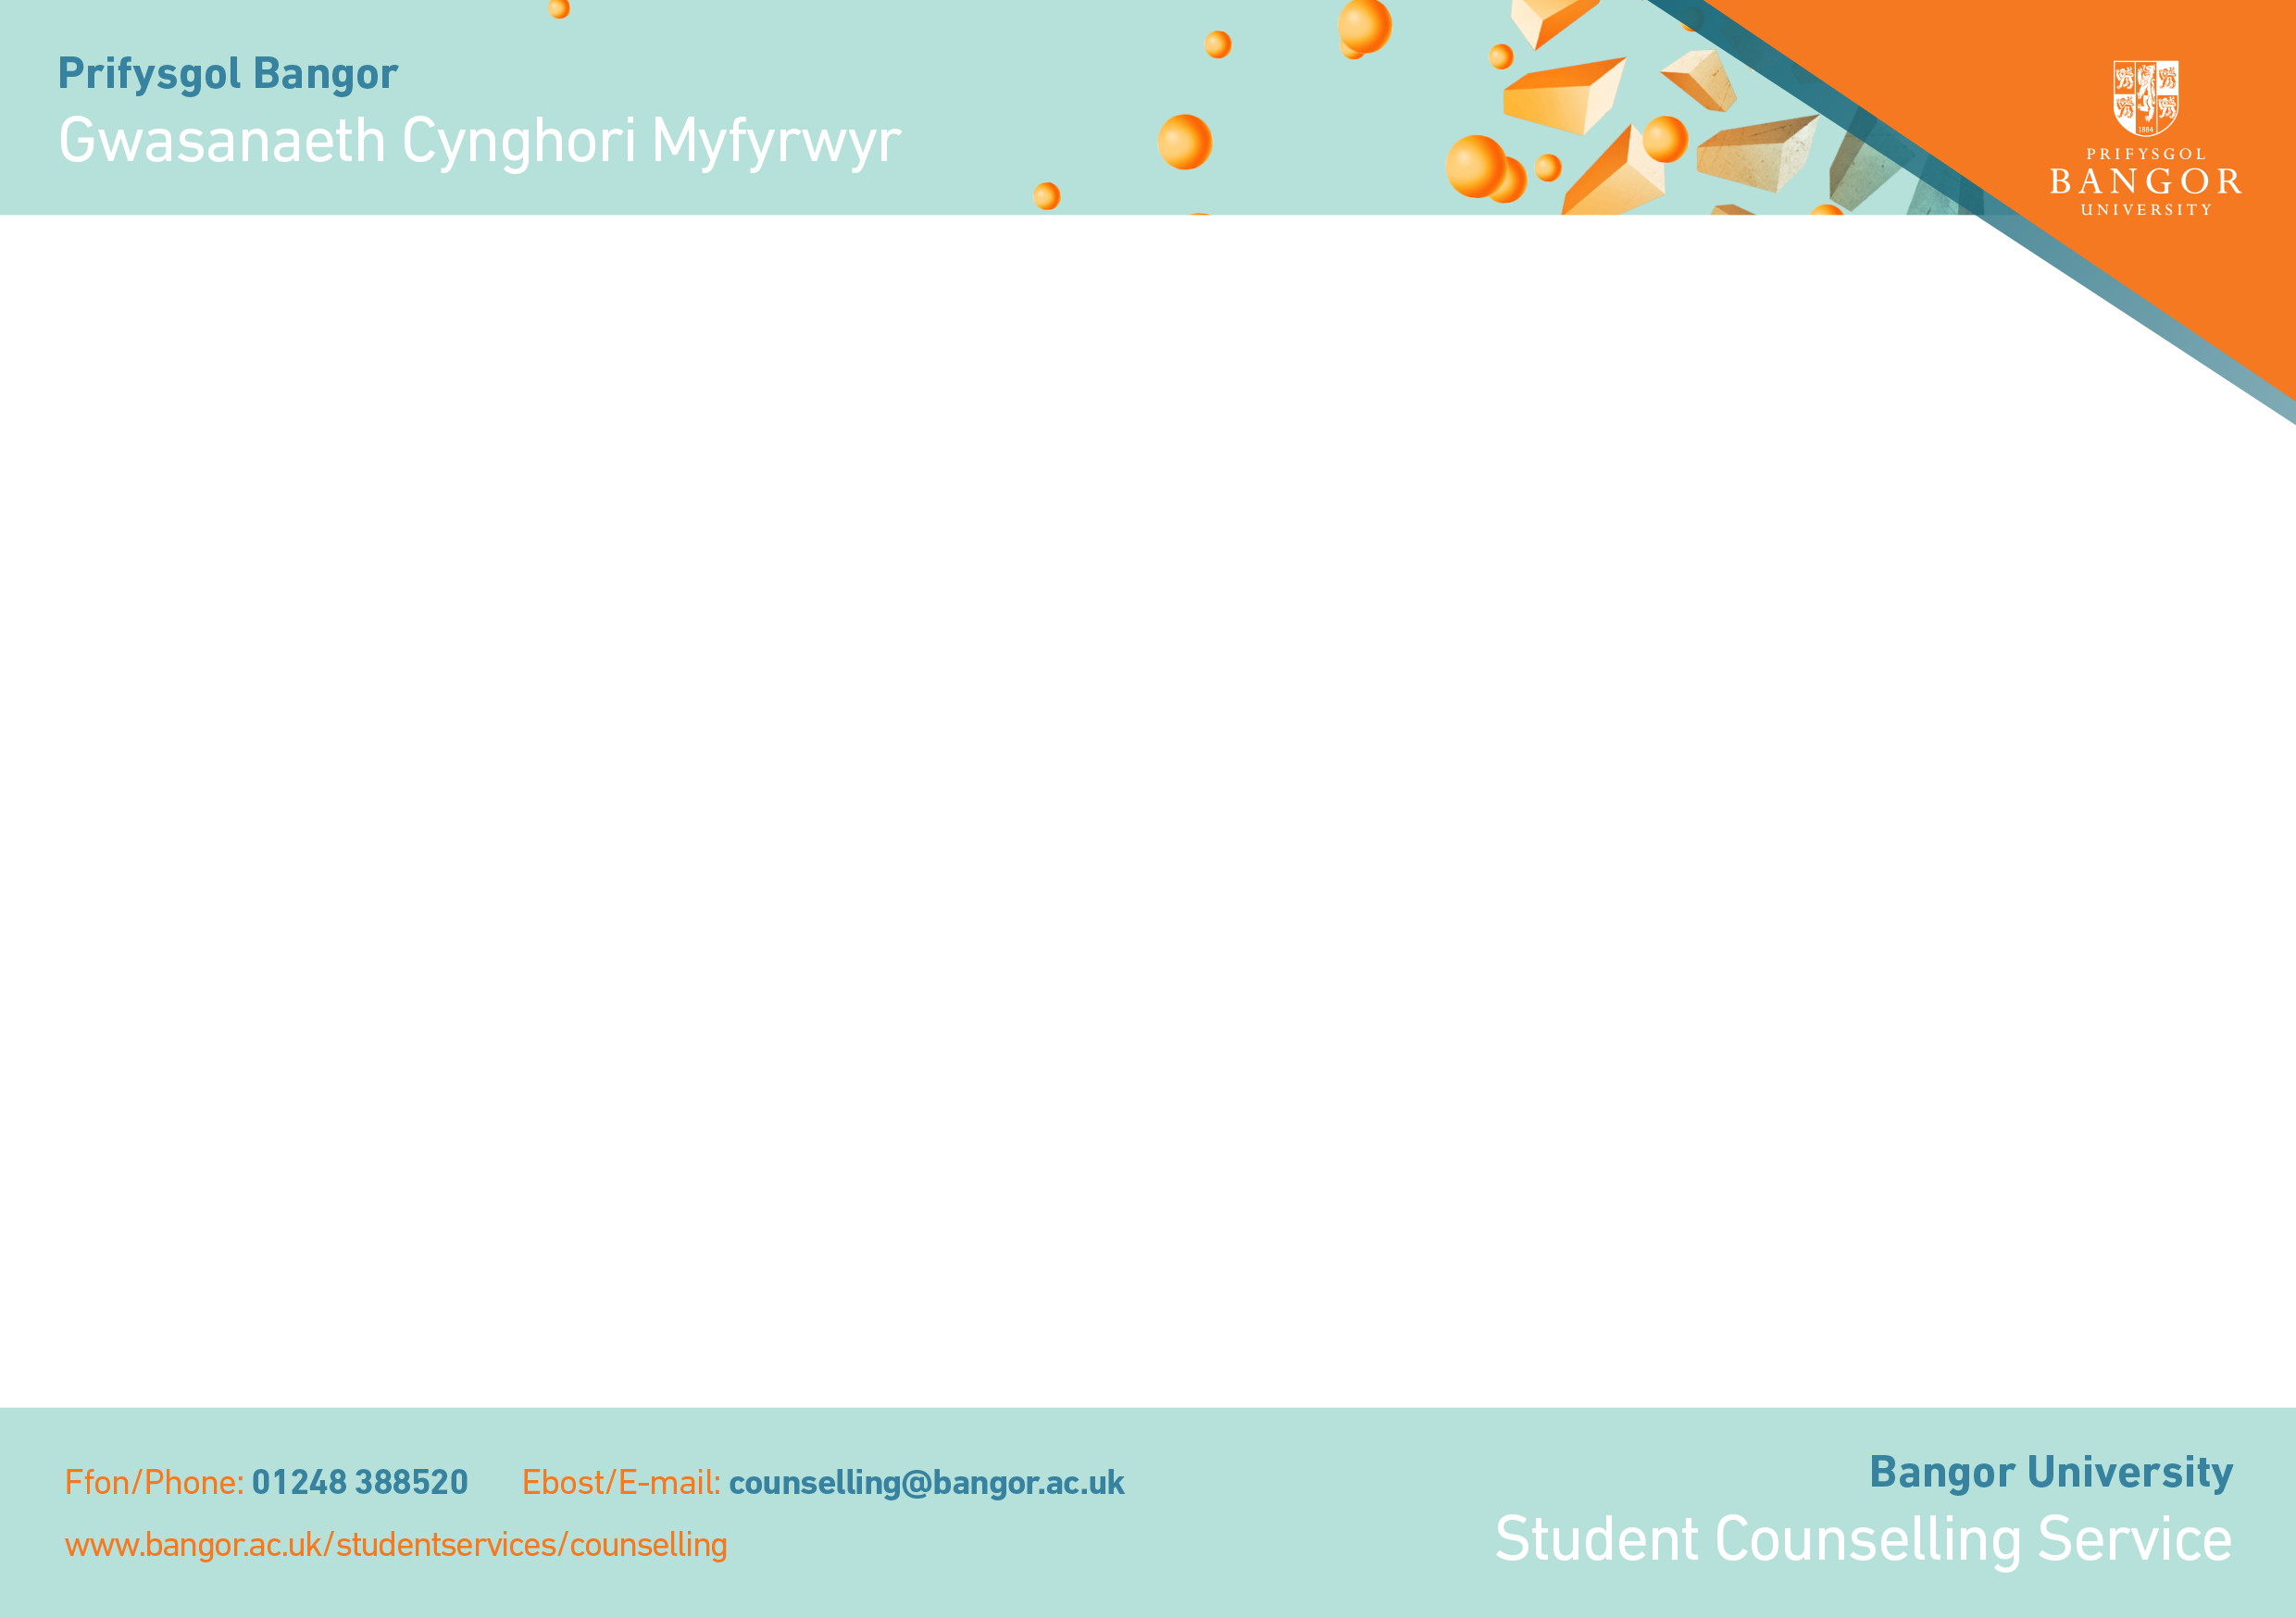 Prifysgol Bangor
Gwasanaeth Cynghori Myfyrwyr
1884
PRIFYSGOL
BANGOR
UNIVERSITY
Ffon/Phone: 01248 388520 Ebost/E-mail: counselling@bangor.ac.uk
www.bangor.ac.uk/studentservices/counselling
Bangor University
Student Counselling Service